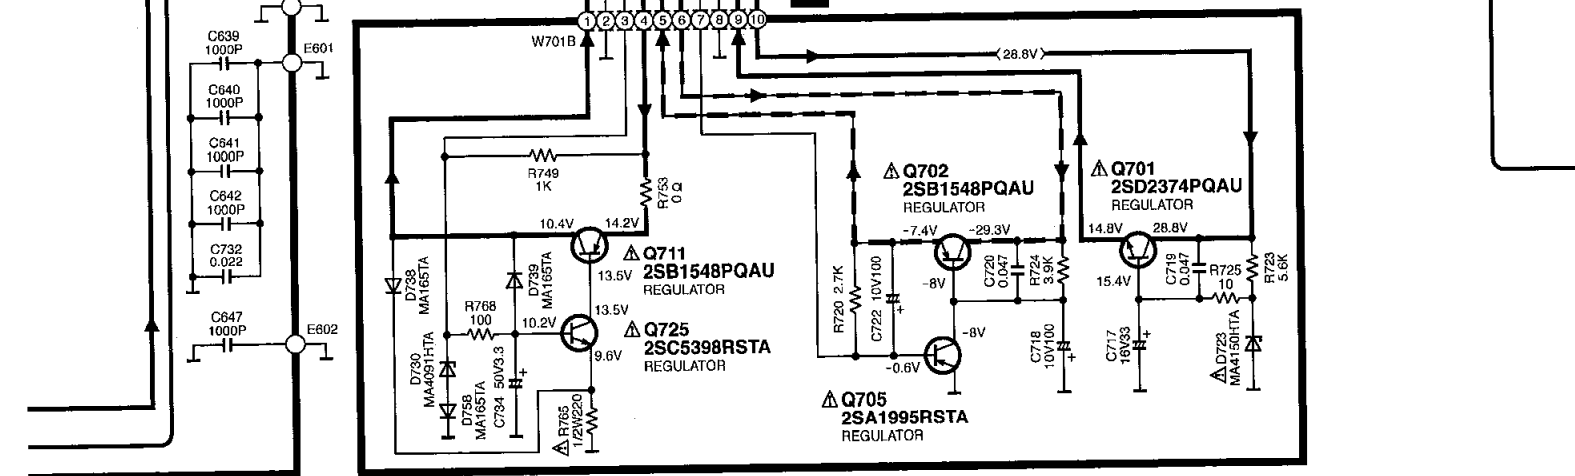 C639
1000P
E601
C640
1000P
C641
1000P
C642
1000P
C732
0.022
C647
1000P
E602
1 2 3 4 5 6 7 8 9 10
W701B
28.8V
R749
1K
R753
0 Ω
10.4V
14.2V
⚠ Q711
2SB1548PQAU
REGULATOR
13.5V
D738
MA165TA
D739
MA165TA
R768
100
10.2V
13.5V
⚠ Q725
2SC5398RSTA
REGULATOR
9.6V
D730
MA4091HTA
D758
MA165TA
C734 50V3.3
+
⚠ R765
1/2W220
⚠ Q702
2SB1548PQAU
REGULATOR
-7.4V
-29.3V
-8V
R720 2.7K
C722 10V100
+
C720
0.047
R724
3.9K
-8V
-0.6V
C718
10V100
+
⚠ Q705
2SA1995RSTA
REGULATOR
⚠ Q701
2SD2374PQAU
REGULATOR
14.8V
28.8V
15.4V
C719
0.047
R725
10
R723
5.6K
C717
16V33
+
⚠ D723
MA4150HTA